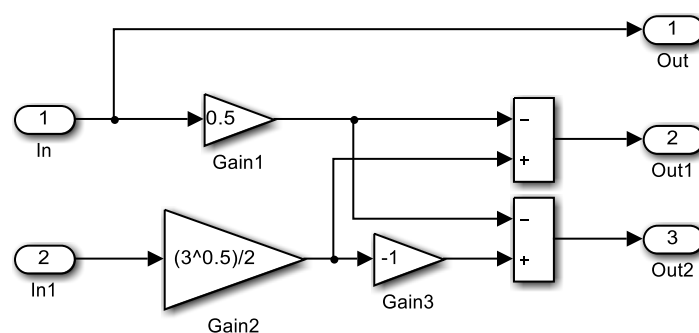 1
Out
1
In
0.5
Gain1
−
+
2
Out1
2
In1
(3^0.5)/2
Gain2
-1
Gain3
−
+
3
Out2